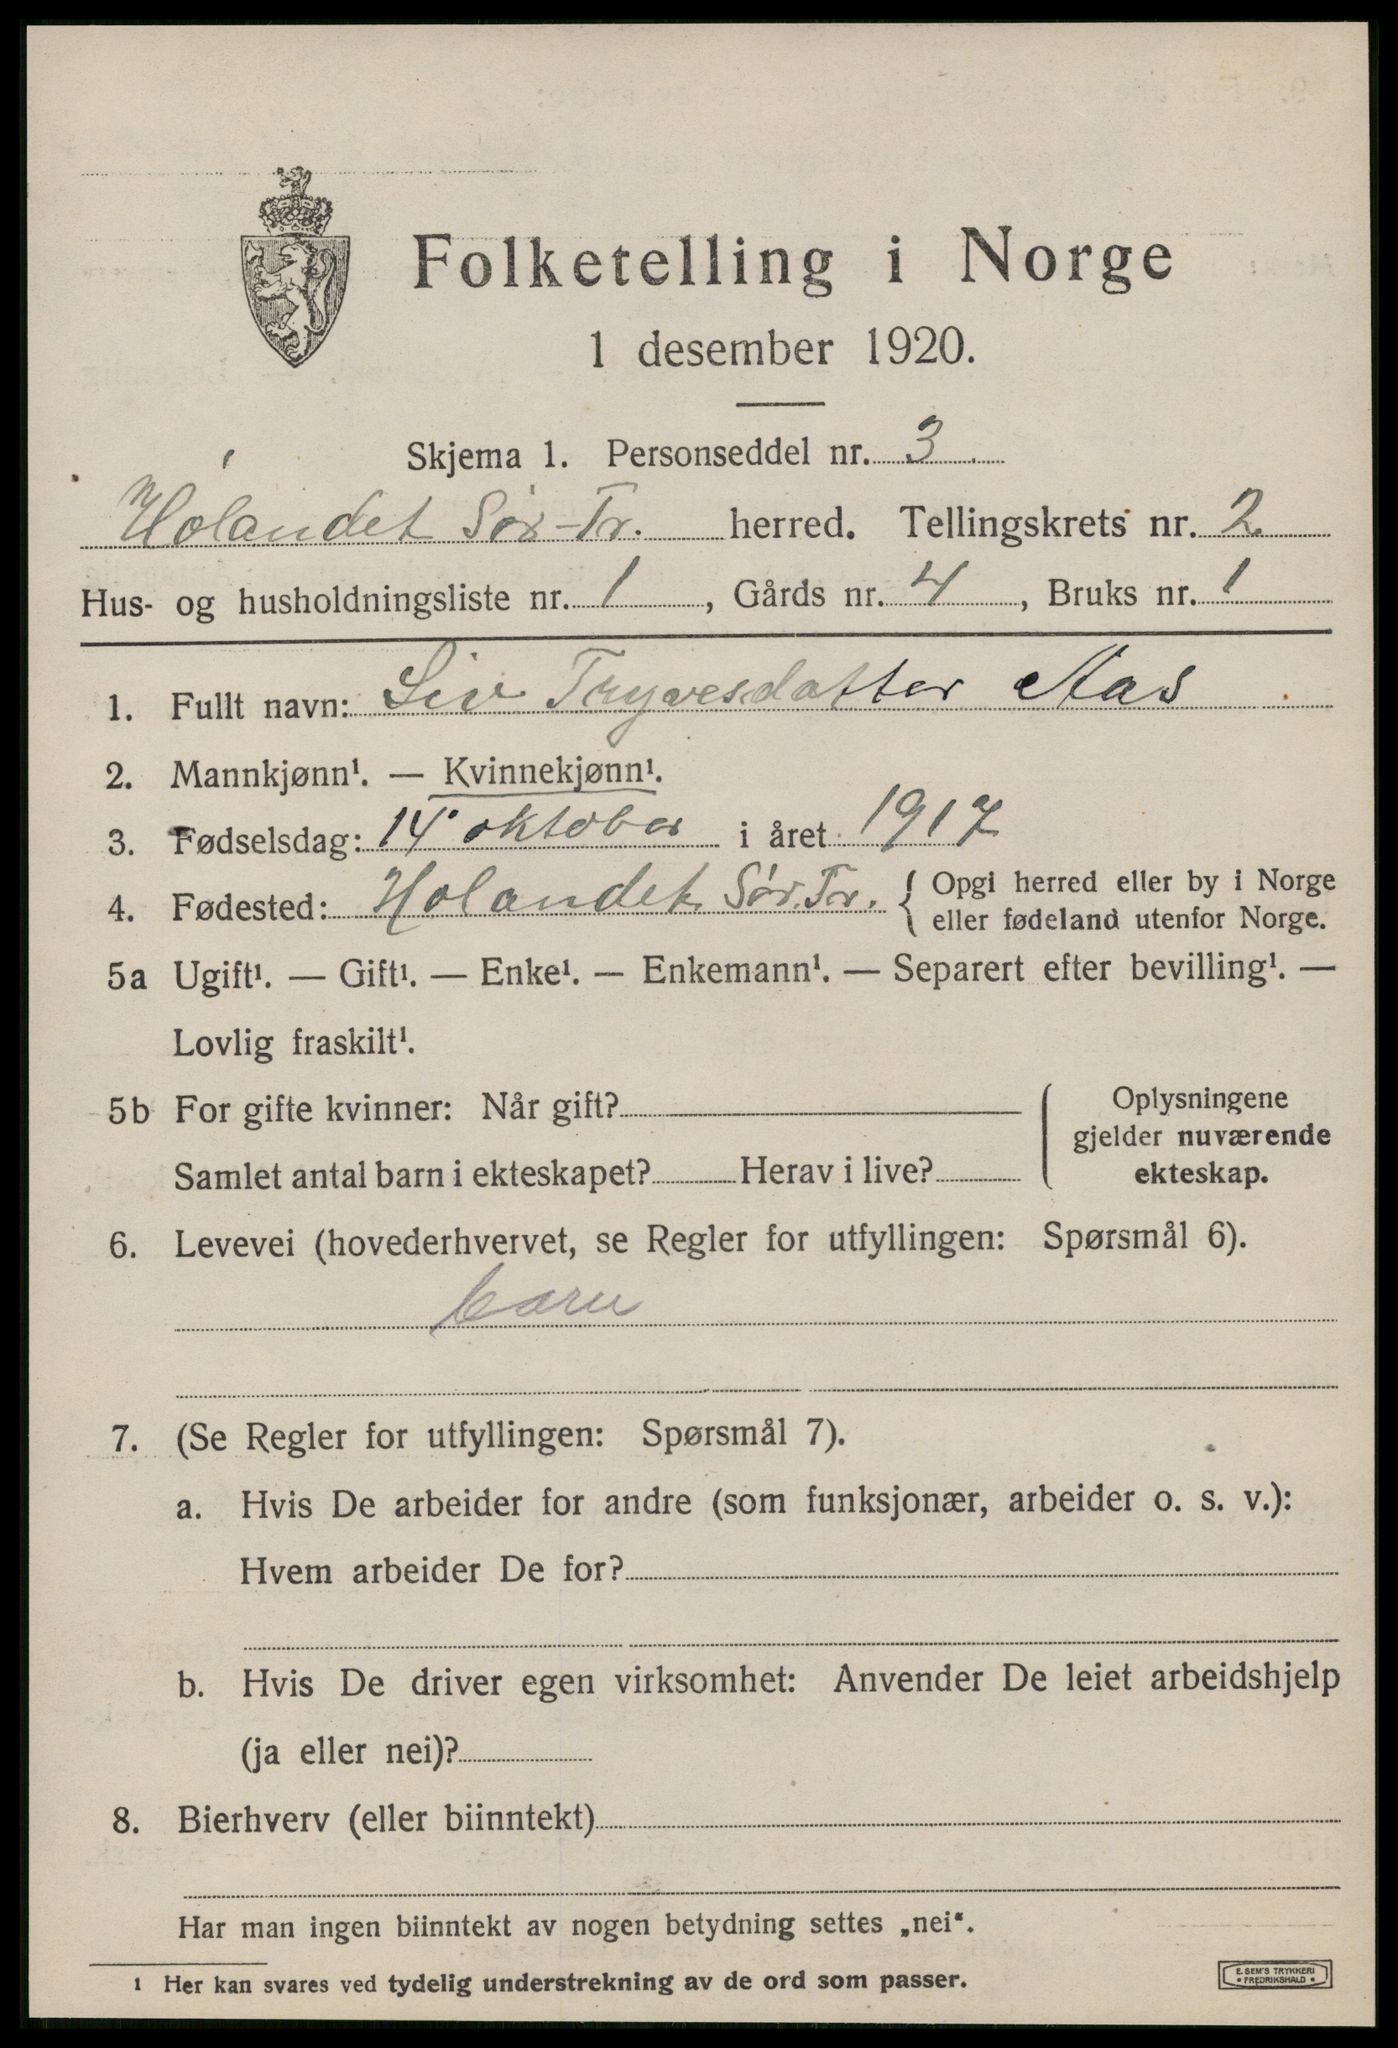 Folketelling i Norge
1 desember 1920.
Skjema 1. Personseddel nr. 3
Hølandet Sør-Tr. herred. Tellingskrets nr. 2
Hus- og husholdningsliste nr. 1, Gårds nr. 4, Bruks nr. 1
1. Fullt navn: Liv Trygvesdatter Aas
2. Mannkjønn¹. — Kvinnekjønn¹.
3. Fødselsdag: 14 oktober i året 1917
4. Fødested: Holandet Sør. Tr. { Opgi herred eller by i Norge
eller fødeland utenfor Norge.
5a Ugift¹. — Gift¹. — Enke¹. — Enkemann¹. — Separert efter bevilling¹. —
Lovlig fraskilt¹.
5b For gifte kvinner: Når gift?
Samlet antal barn i ekteskapet? Herav i live?
Oplysningene
gjelder nuværende
ekteskap.
6. Levevei (hovederhvervet, se Regler for utfyllingen: Spørsmål 6).
barn
7. (Se Regler for utfyllingen: Spørsmål 7).
a. Hvis De arbeider for andre (som funksjonær, arbeider o. s. v.):
Hvem arbeider De for?
b. Hvis De driver egen virksomhet: Anvender De leiet arbeidshjelp
(ja eller nei)?
8. Bierhverv (eller biinntekt)
Har man ingen biinntekt av nogen betydning settes „nei“.
1 Her kan svares ved tydelig understrekning av de ord som passer.
E. SEM'S TRYKKERI
• FREDRIKSHALD •